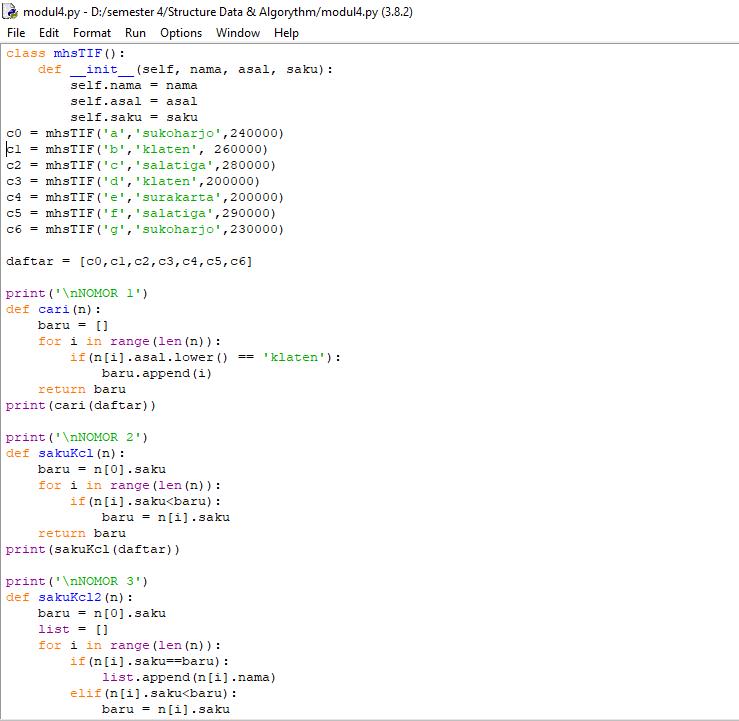 modul4.py - D:/semester 4/Structure Data & Algorythm/modul4.py (3.8.2)
File Edit Format Run Options Window Help
class mhsTIF():
    def __init__(self, nama, asal, saku):
        self.nama = nama
        self.asal = asal
        self.saku = saku
c0 = mhsTIF('a','sukoharjo',240000)
c1 = mhsTIF('b','klaten', 260000)
c2 = mhsTIF('c','salatiga',280000)
c3 = mhsTIF('d','klaten',200000)
c4 = mhsTIF('e','surakarta',200000)
c5 = mhsTIF('f','salatiga',290000)
c6 = mhsTIF('g','sukoharjo',230000)

daftar = [c0,c1,c2,c3,c4,c5,c6]

print('\nNOMOR 1')
def cari(n):
    baru = []
    for i in range(len(n)):
        if(n[i].asal.lower() == 'klaten'):
            baru.append(i)
    return baru
print(cari(daftar))

print('\nNOMOR 2')
def sakuKcl(n):
    baru = n[0].saku
    for i in range(len(n)):
        if(n[i].saku<baru):
            baru = n[i].saku
    return baru
print(sakuKcl(daftar))

print('\nNOMOR 3')
def sakuKcl2(n):
    baru = n[0].saku
    list = []
    for i in range(len(n)):
        if(n[i].saku==baru):
            list.append(n[i].nama)
        elif(n[i].saku<baru):
            baru = n[i].saku